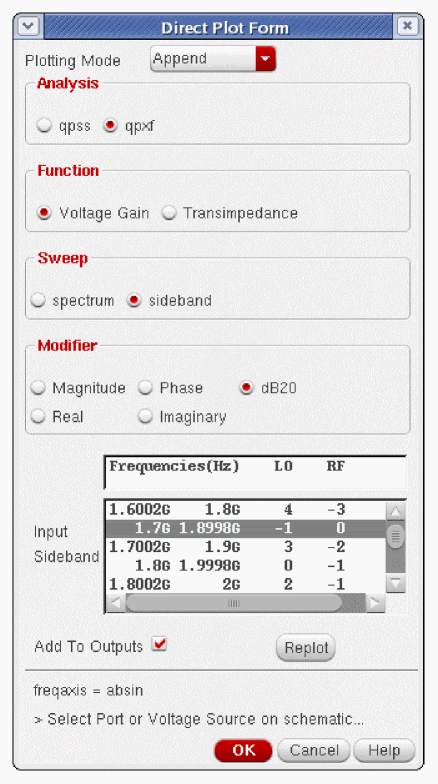 Direct Plot Form
Plotting Mode Append
Analysis
qpss qpxf
Function
Voltage Gain Transimpedance
Sweep
spectrum sideband
Modifier
Magnitude Phase dB20
Real Imaginary
Frequencies(Hz) LO RF
Input
Sideband
1.6002G 1.8G 4 -3
1.7G 1.8998G -1 0
1.7002G 1.9G 3 -2
1.8G 1.9998G 0 -1
1.8002G 2G 2 -1
Add To Outputs Replot
freqaxis = absin
> Select Port or Voltage Source on schematic...
OK Cancel Help